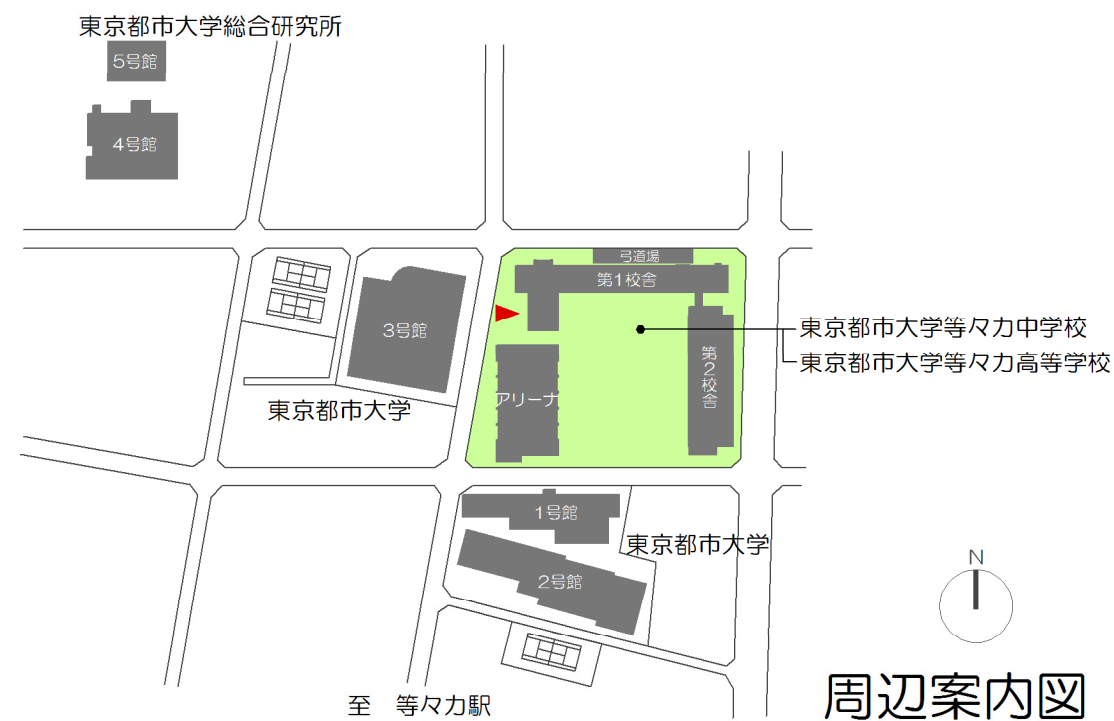 東京都市大学総合研究所
5号館
4号館
弓道場
第1校舎
3号館
東京都市大学等々力中学校
東京都市大学等々力高等学校
第2校舎
アリーナ
東京都市大学
1号館
東京都市大学
2号館
N
至 等々力駅
周辺案内図